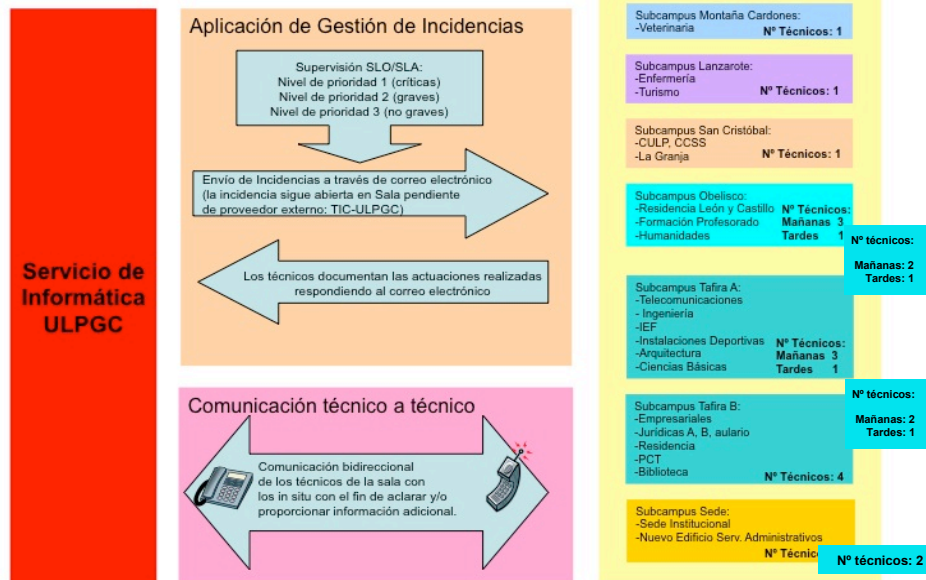 Servicio de
Informática
ULPGC
Aplicación de Gestión de Incidencias
Supervisión SLO/SLA:
Nivel de prioridad 1 (críticas)
Nivel de prioridad 2 (graves)
Nivel de prioridad 3 (no graves)
Envío de Incidencias a través de correo electrónico
(la incidencia sigue abierta en Sala pendiente
de proveedor externo: TIC-ULPGC)
Los técnicos documentan las actuaciones realizadas
respondiendo al correo electrónico
Comunicación técnico a técnico
Comunicación bidireccional
de los técnicos de la sala con
los in situ con el fin de aclarar y/o
proporcionar información adicional.
Subcampus Montaña Cardones:
-Veterinaria
Nº Técnicos: 1
Subcampus Lanzarote:
-Enfermería
-Turismo
Nº Técnicos: 1
Subcampus San Cristóbal:
-CULP, CCSS
-La Granja
Nº Técnicos: 1
Subcampus Obelisco:
-Residencia León y Castillo
-Formación Profesorado
-Humanidades
Nº Técnicos:
Mañanas 3
Tardes 1
Nº técnicos:
Mañanas: 2
Tardes: 1
Subcampus Tafira A:
-Telecomunicaciones
- Ingeniería
-IEF
-Instalaciones Deportivas
-Arquitectura
-Ciencias Básicas
Nº Técnicos:
Mañanas 3
Tardes 1
Nº técnicos:
Mañanas: 2
Tardes: 1
Subcampus Tafira B:
-Empresariales
-Jurídicas A, B, aulario
-Residencia
-PCT
-Biblioteca
Nº Técnicos: 4
Subcampus Sede:
-Sede Institucional
-Nuevo Edificio Serv. Administrativos
Nº
Nº técnicos: 2